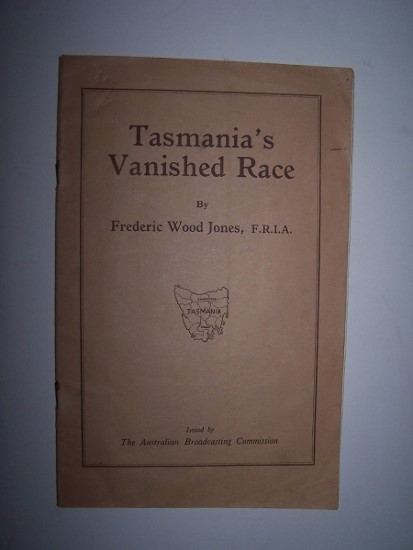 Tasmania's
Vanished Race
By
Frederic Wood Jones, F.R.I.A.
TASMANIA
Issued by
The Australian Broadcasting Commission